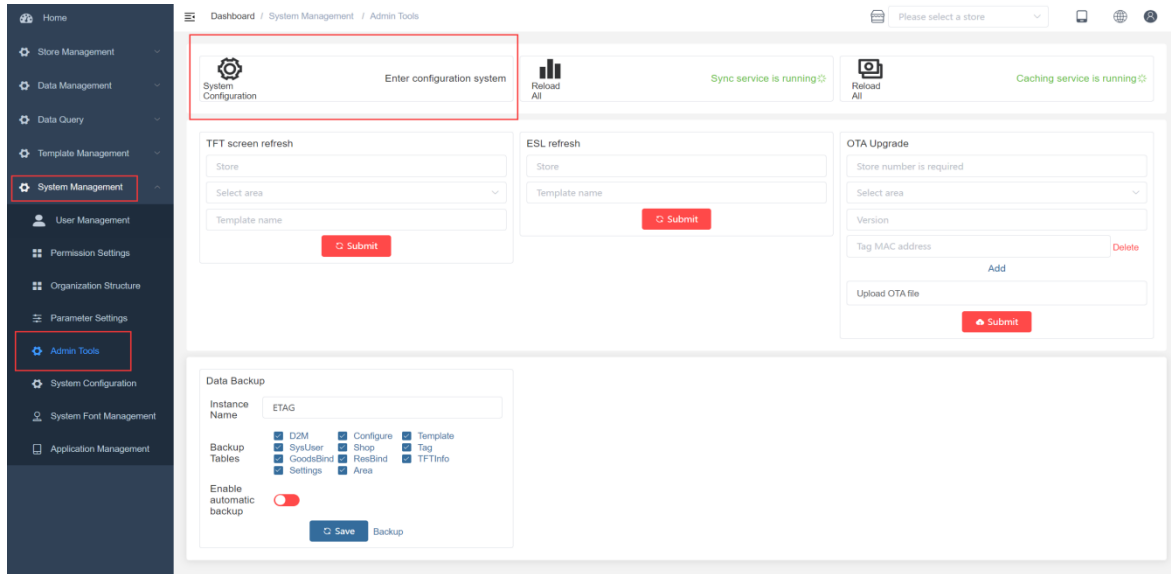 Home
Store Management
Data Management
Data Query
Template Management
System Management
User Management
Permission Settings
Organization Structure
Parameter Settings
Admin Tools
System Configuration
System Font Management
Application Management
Dashboard / System Management / Admin Tools
Please select a store
System
Configuration
Enter configuration system
Reload
All
Sync service is running
Reload
All
Caching service is running
TFT screen refresh
Store
Select area
Template name
Submit
ESL refresh
Store
Template name
Submit
OTA Upgrade
Store number is required
Select area
Version
Tag MAC address
Delete
Add
Upload OTA file
Submit
Data Backup
Instance
Name
ETAG
Backup
Tables
D2M Configure Template
SysUser Shop Tag
GoodsBind ResBind TFTInfo
Settings Area
Enable
automatic
backup
Save Backup